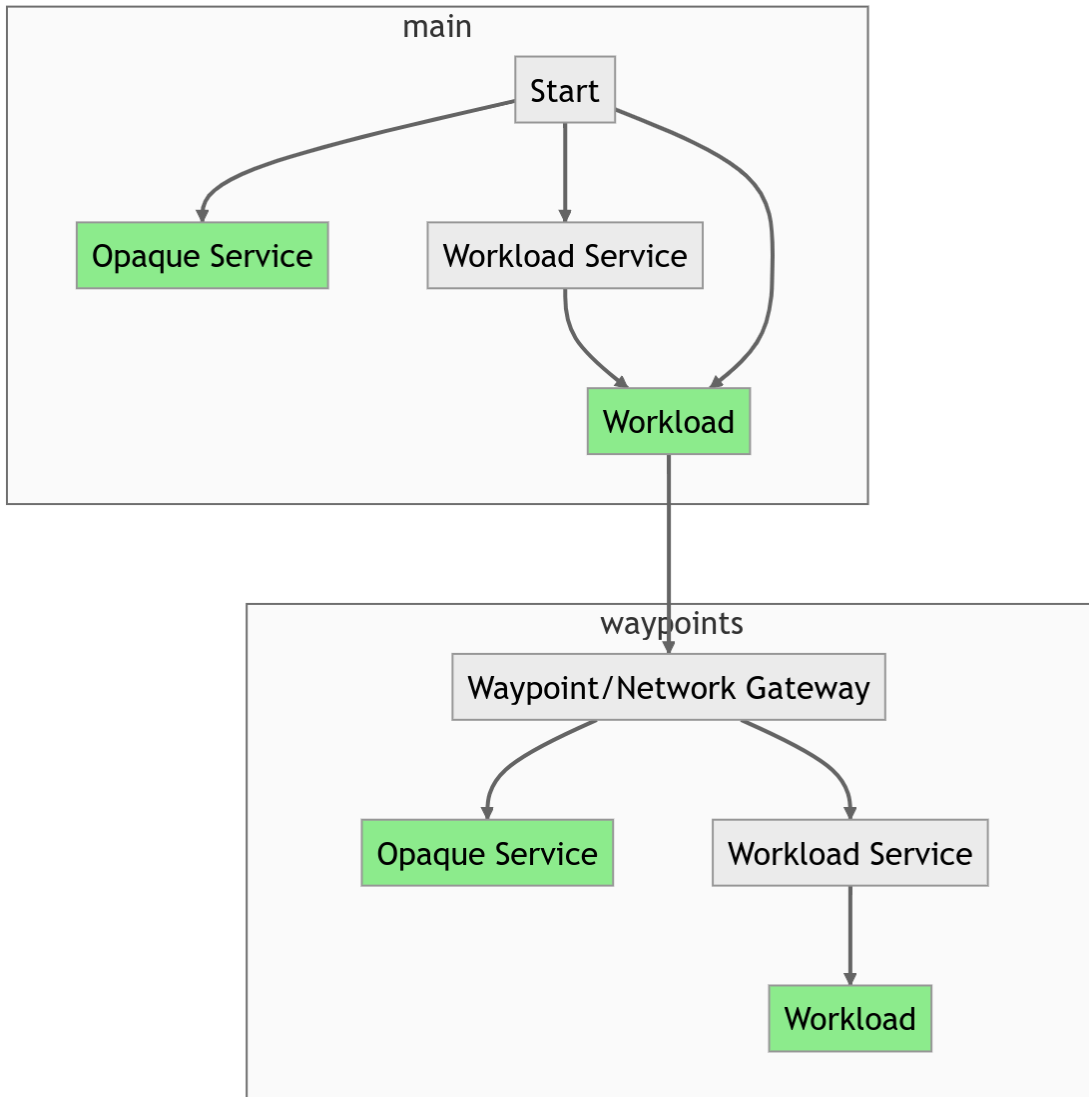 main
Start
Opaque Service
Workload Service
Workload
waypoints
Waypoint/Network Gateway
Opaque Service
Workload Service
Workload